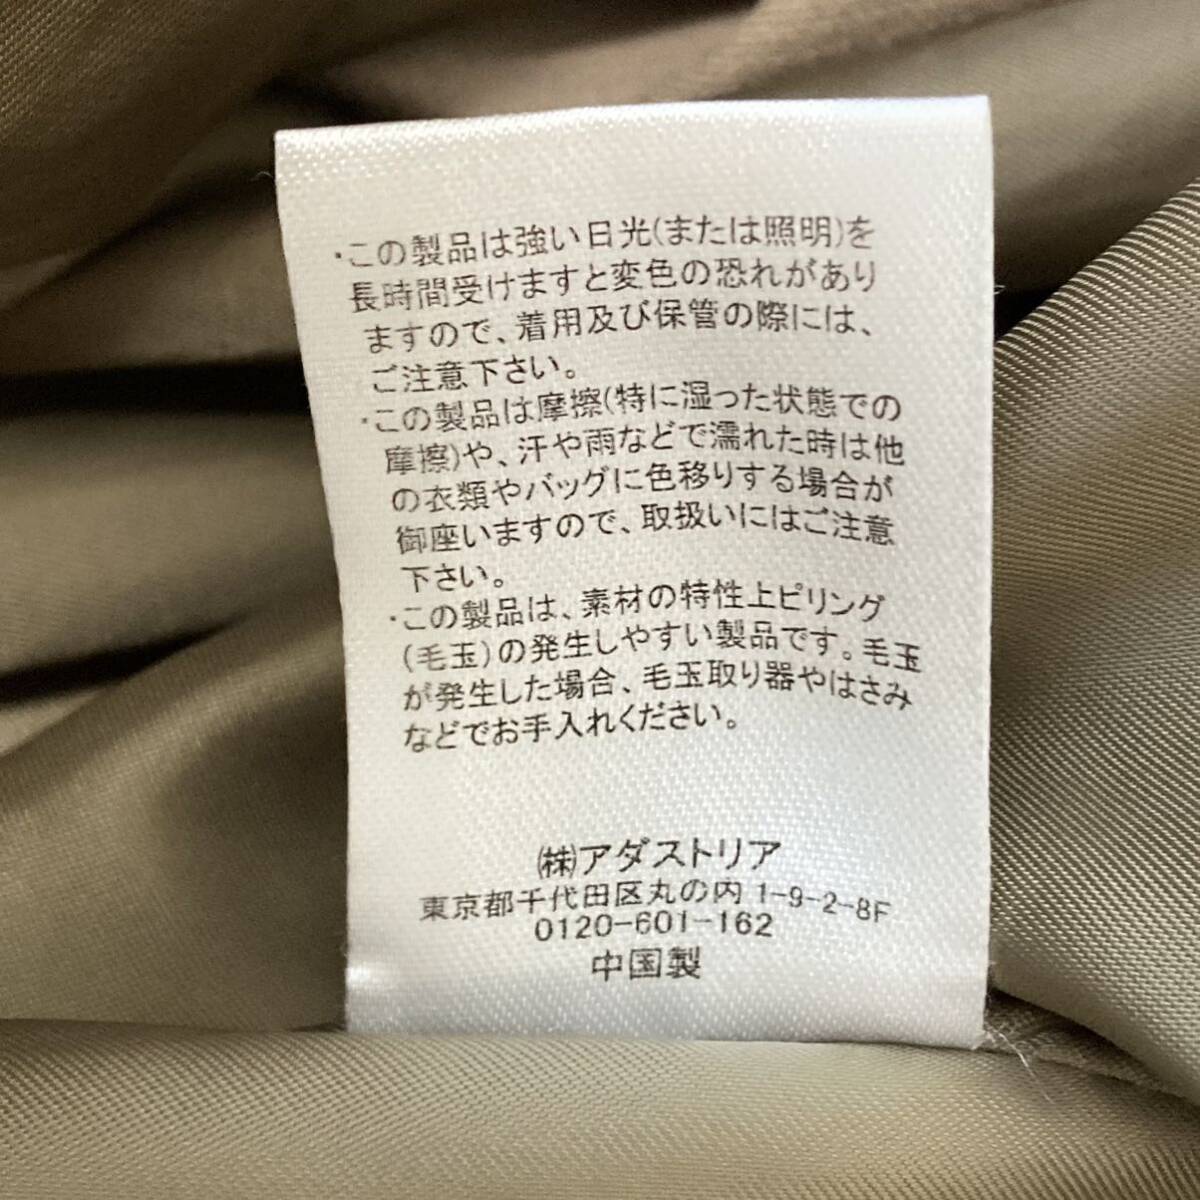 ・この製品は強い日光(または照明)を
長時間受けますと変色の恐れがあり
ますので、着用及び保管の際には、
ご注意下さい。
・この製品は摩擦(特に湿った状態での
摩擦)や、汗や雨などで濡れた時は他
の衣類やバッグに色移りする場合が
御座いますので、取扱いにはご注意
下さい。
・この製品は、素材の特性上ピリング
(毛玉)の発生しやすい製品です。毛玉
が発生した場合、毛玉取り器やはさみ
などでお手入れください。
㈱アダストリア
東京都千代田区丸の内1-9-2-8F
0120-601-162
中国製